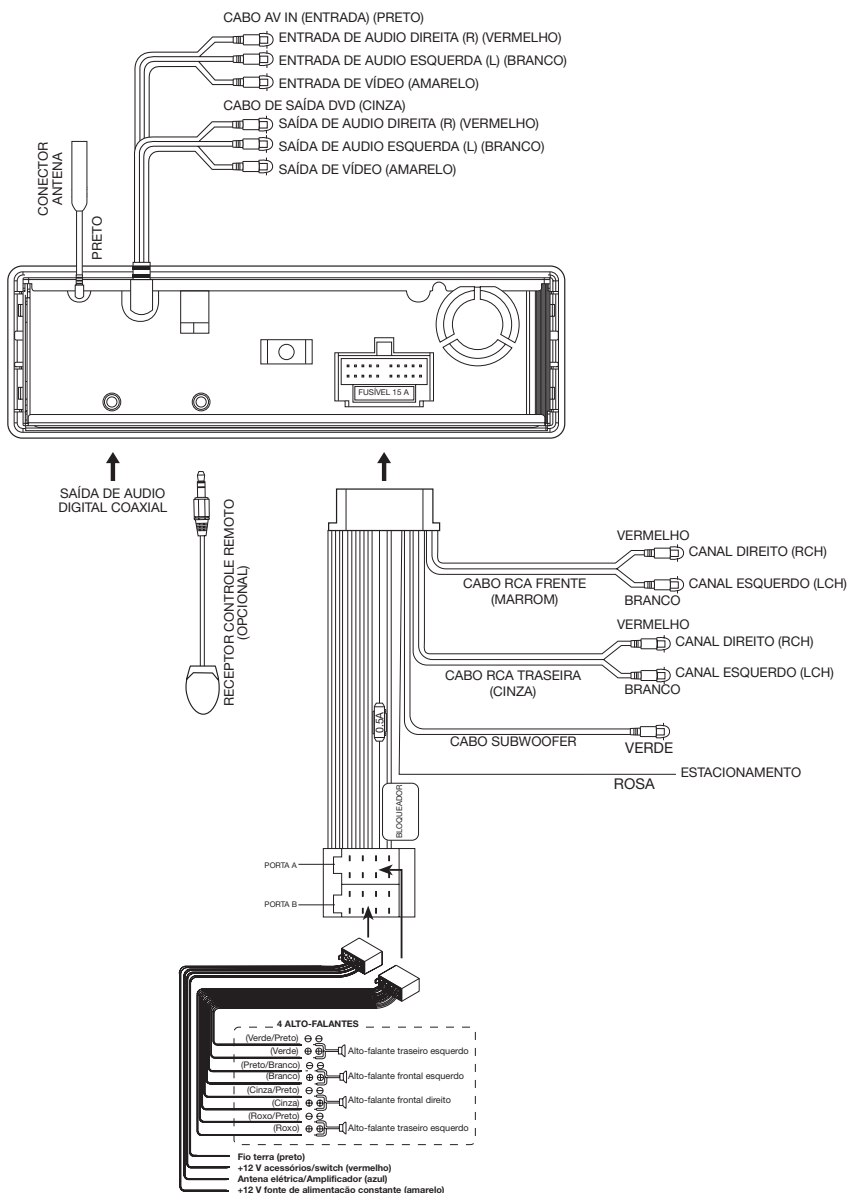 CABO AV IN (ENTRADA) (PRETO)
ENTRADA DE AUDIO DIREITA (R) (VERMELHO)
ENTRADA DE AUDIO ESQUERDA (L) (BRANCO)
ENTRADA DE VÍDEO (AMARELO)
CABO DE SAÍDA DVD (CINZA)
SAÍDA DE AUDIO DIREITA (R) (VERMELHO)
SAÍDA DE AUDIO ESQUERDA (L) (BRANCO)
SAÍDA DE VÍDEO (AMARELO)
CONECTOR
ANTENA
PRETO
FUSÍVEL 15 A
SAÍDA DE AUDIO
DIGITAL COAXIAL
RECEPTOR CONTROLE REMOTO
(OPCIONAL)
VERMELHO
CANAL DIREITO (RCH)
CABO RCA FRENTE
(MARROM)
CANAL ESQUERDO (LCH)
BRANCO
VERMELHO
CANAL DIREITO (RCH)
CABO RCA TRASEIRA
(CINZA)
CANAL ESQUERDO (LCH)
BRANCO
0.5A
CABO SUBWOOFER
VERDE
ESTACIONAMENTO
ROSA
BLOQUEADOR
PORTA A
PORTA B
4 ALTO-FALANTES
(Verde/Preto)
(Verde)
Alto-falante traseiro esquerdo
(Preto/Branco)
(Branco)
Alto-falante frontal esquerdo
(Cinza/Preto)
(Cinza)
Alto-falante frontal direito
(Roxo/Preto)
(Roxo)
Alto-falante traseiro esquerdo
Fio terra (preto)
+12 V acessórios/switch (vermelho)
Antena elétrica/Amplificador (azul)
+12 V fonte de alimentação constante (amarelo)